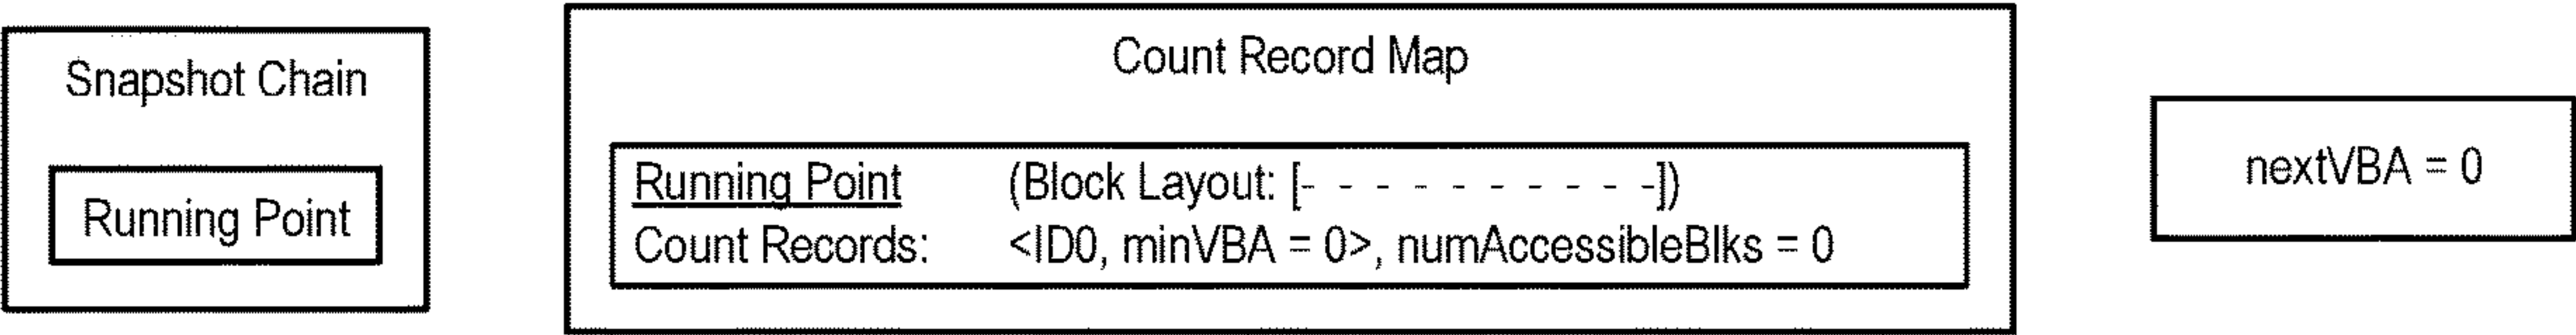 Snapshot Chain
Running Point
Count Record Map
Running Point (Block Layout: [- - - - - - - - - -])
Count Records: <ID0, minVBA = 0>, numAccessibleBlks = 0
nextVBA = 0